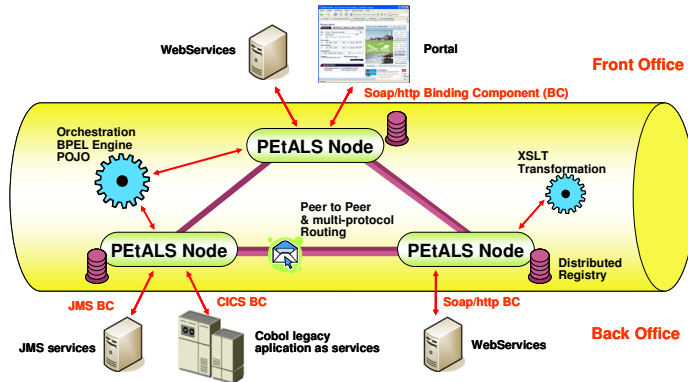 WebServices
Portal
Front Office
Soap/http Binding Component (BC)
Orchestration
BPEL Engine
POJO
PEtALS Node
XSLT
Transformation
Peer to Peer
& multi-protocol
Routing
PEtALS Node
PEtALS Node
Distributed
Registry
JMS BC
CICS BC
Soap/http BC
Back Office
JMS services
Cobol legacy
aplication as services
WebServices